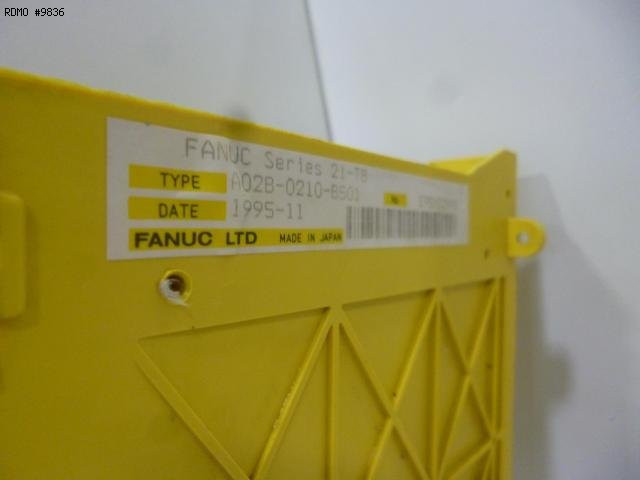 RDMO #9836
FANUC Series 21-TB
TYPE A02B-0210-B501 No
DATE 1995-11
FANUC LTD MADE IN JAPAN